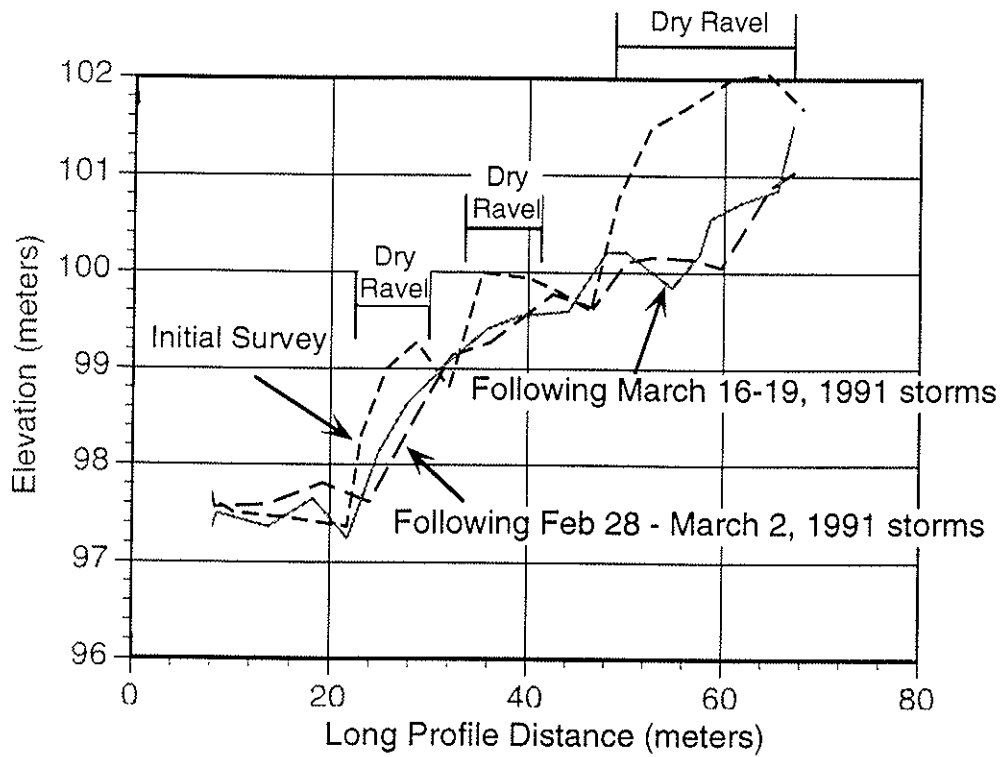 Dry Ravel
102
101
Dry
Ravel
100
Dry
Ravel
Initial Survey
99
Following March 16-19, 1991 storms
98
Following Feb 28 - March 2, 1991 storms
97
96
0 20 40 60 80
Long Profile Distance (meters)
Elevation (meters)